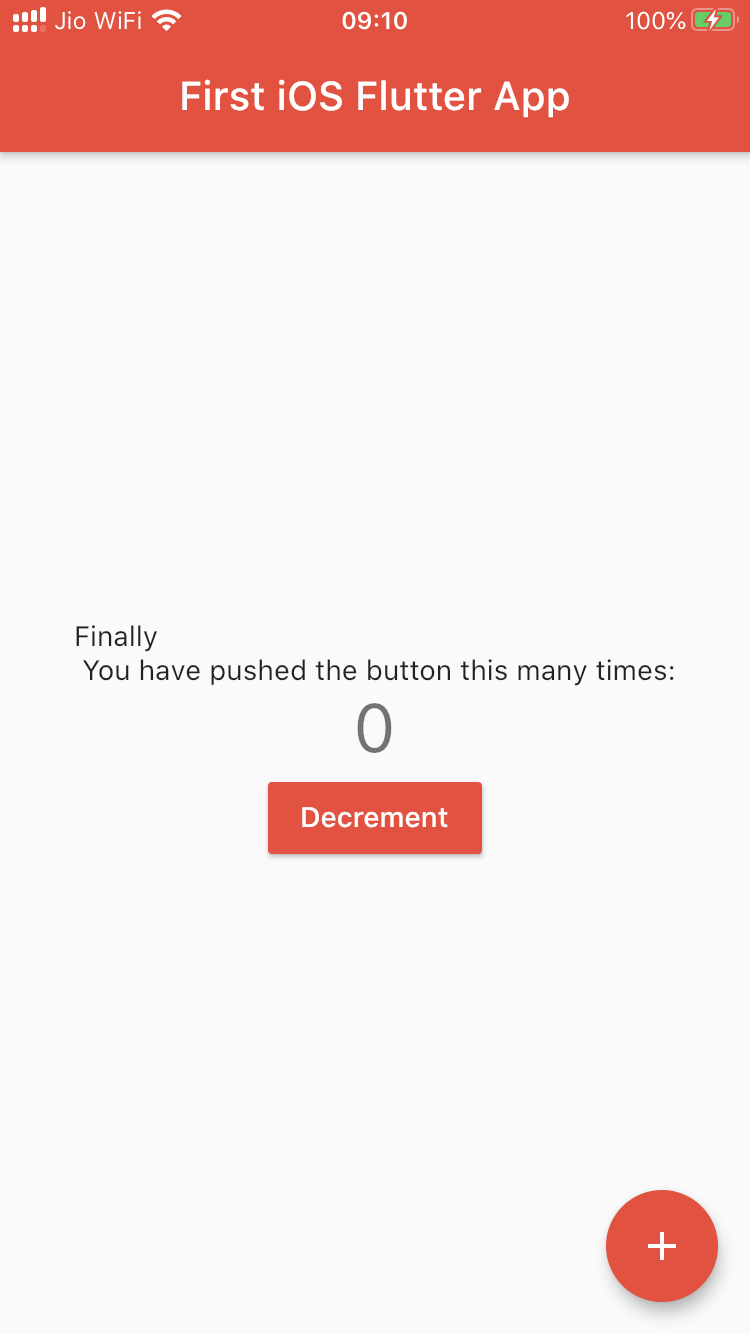 Jio WiFi 09:10 100%
First iOS Flutter App
Finally
You have pushed the button this many times:
0
Decrement
+